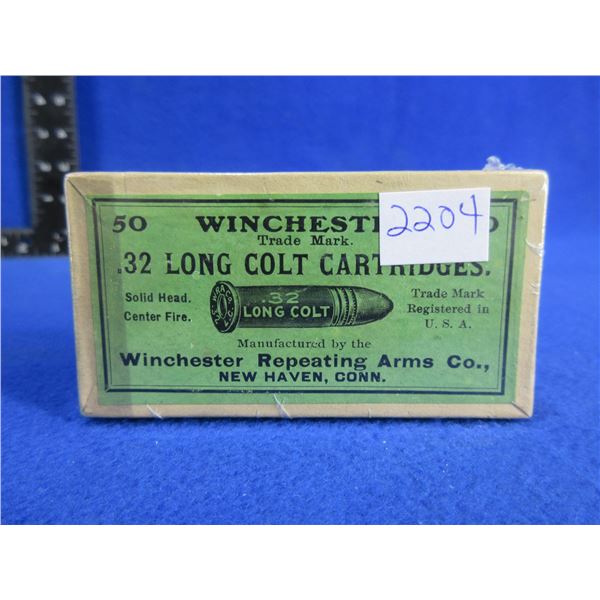 50 WINCHESTE
2204
Trade Mark.
.32 LONG COLT CARTRIDGES.
Solid Head.
Center Fire.
.32
LONG COLT
Trade Mark
Registered in
U. S. A.
Manufactured by the
Winchester Repeating Arms Co.,
NEW HAVEN, CONN.